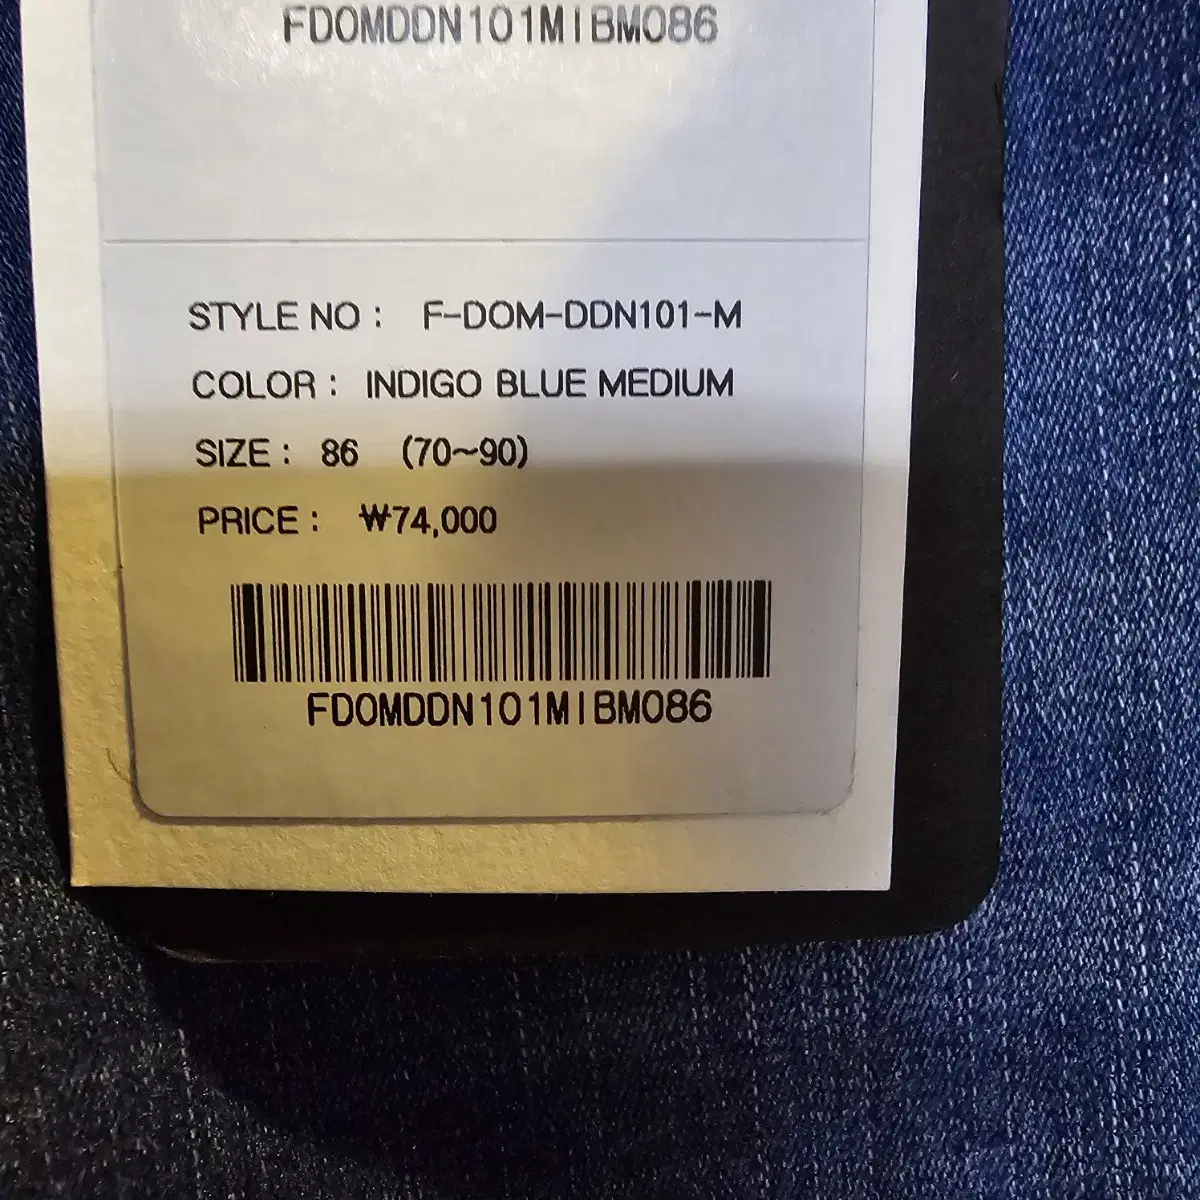 FDOMDDN101MIBM086
STYLE NO : F-DOM-DDN101-M
COLOR : INDIGO BLUE MEDIUM
SIZE : 86 (70~90)
PRICE : ₩74,000
FDOMDDN101MIBM086